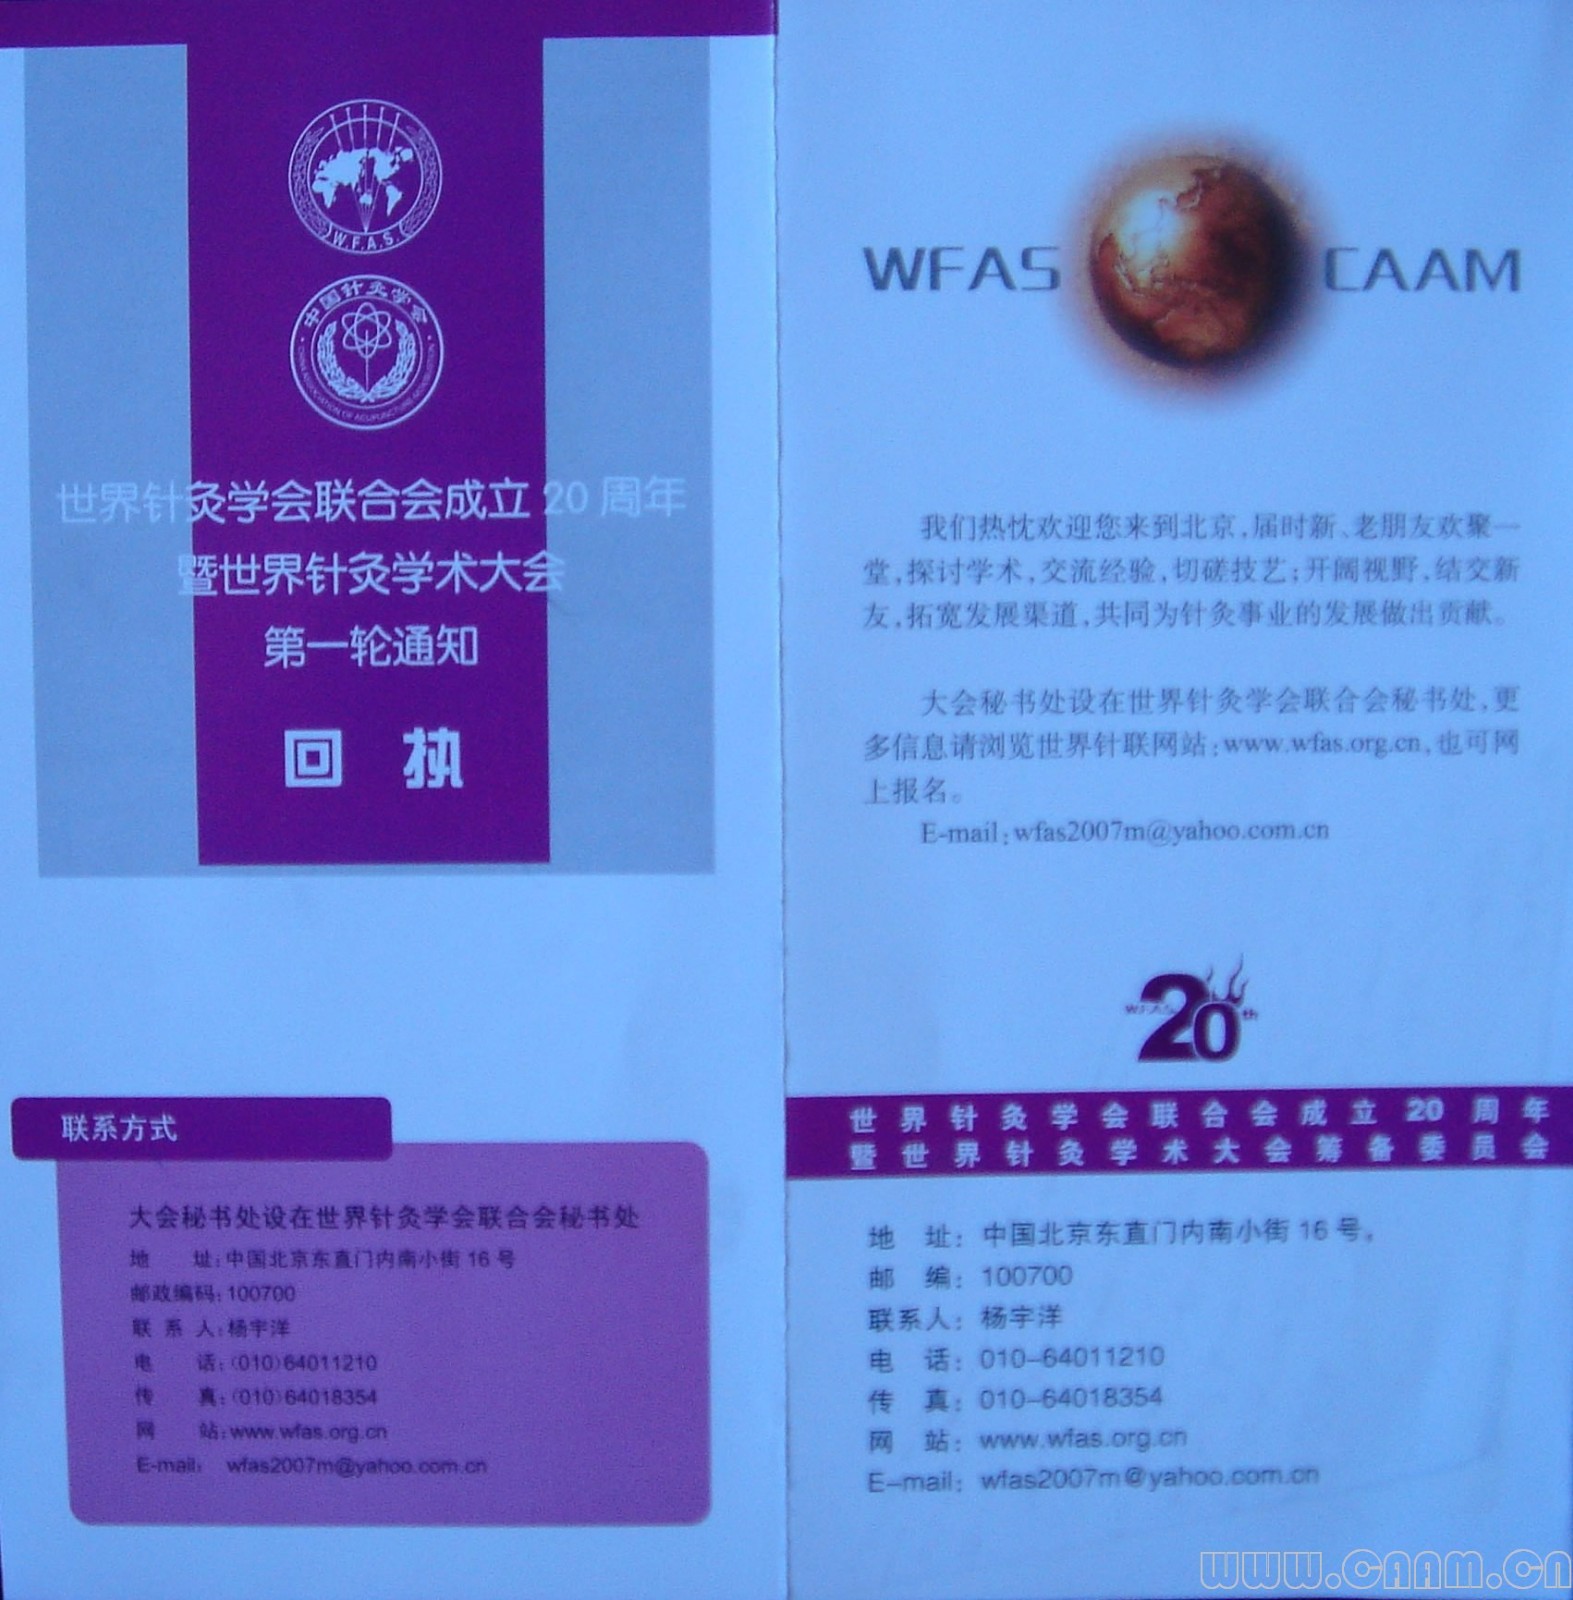 W.F.A.S.
中国针灸学会
CHINA ASSOCIATION OF ACUPUNCTURE-MOXIBUSTION
世界针灸学会联合会成立 20 周年
暨世界针灸学术大会
第一轮通知
回 执
联系方式
大会秘书处设在世界针灸学会联合会秘书处
地 址:中国北京东直门内南小街 16 号
邮政编码:100700
联 系 人:杨宇洋
电 话:(010)64011210
传 真:(010)64018354
网 站:www.wfas.org.cn
E-mail: wfas2007m@yahoo.com.cn
WFAS CAAM
我们热忱欢迎您来到北京,届时新、老朋友欢聚一
堂,探讨学术,交流经验,切磋技艺;开阔视野,结交新
友,拓宽发展渠道,共同为针灸事业的发展做出贡献。
大会秘书处设在世界针灸学会联合会秘书处,更
多信息请浏览世界针联网站:www.wfas.org.cn,也可网
上报名。
E-mail:wfas2007m@yahoo.com.cn
WFAS 20th
世界针灸学会联合会成立 20 周年
暨世界针灸学术大会筹备委员会
地 址: 中国北京东直门内南小街 16 号,
邮 编: 100700
联系人: 杨宇洋
电 话: 010-64011210
传 真: 010-64018354
网 站: www.wfas.org.cn
E-mail: wfas2007m@yahoo.com.cn
www.CAAM.CN